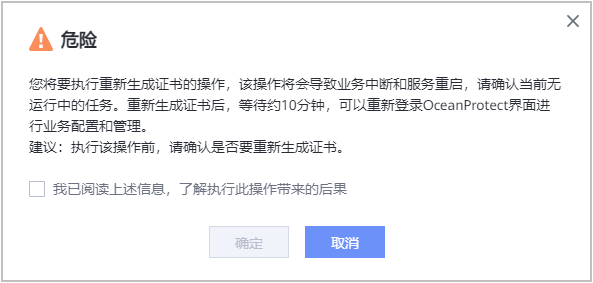 危险
您将要执行重新生成证书的操作，该操作将会导致业务中断和服务重启，请确认当前无
运行中的任务。重新生成证书后，等待约10分钟，可以重新登录OceanProtect界面进
行业务配置和管理。
建议：执行该操作前，请确认是否要重新生成证书。
我已阅读上述信息，了解执行此操作带来的后果
确定
取消